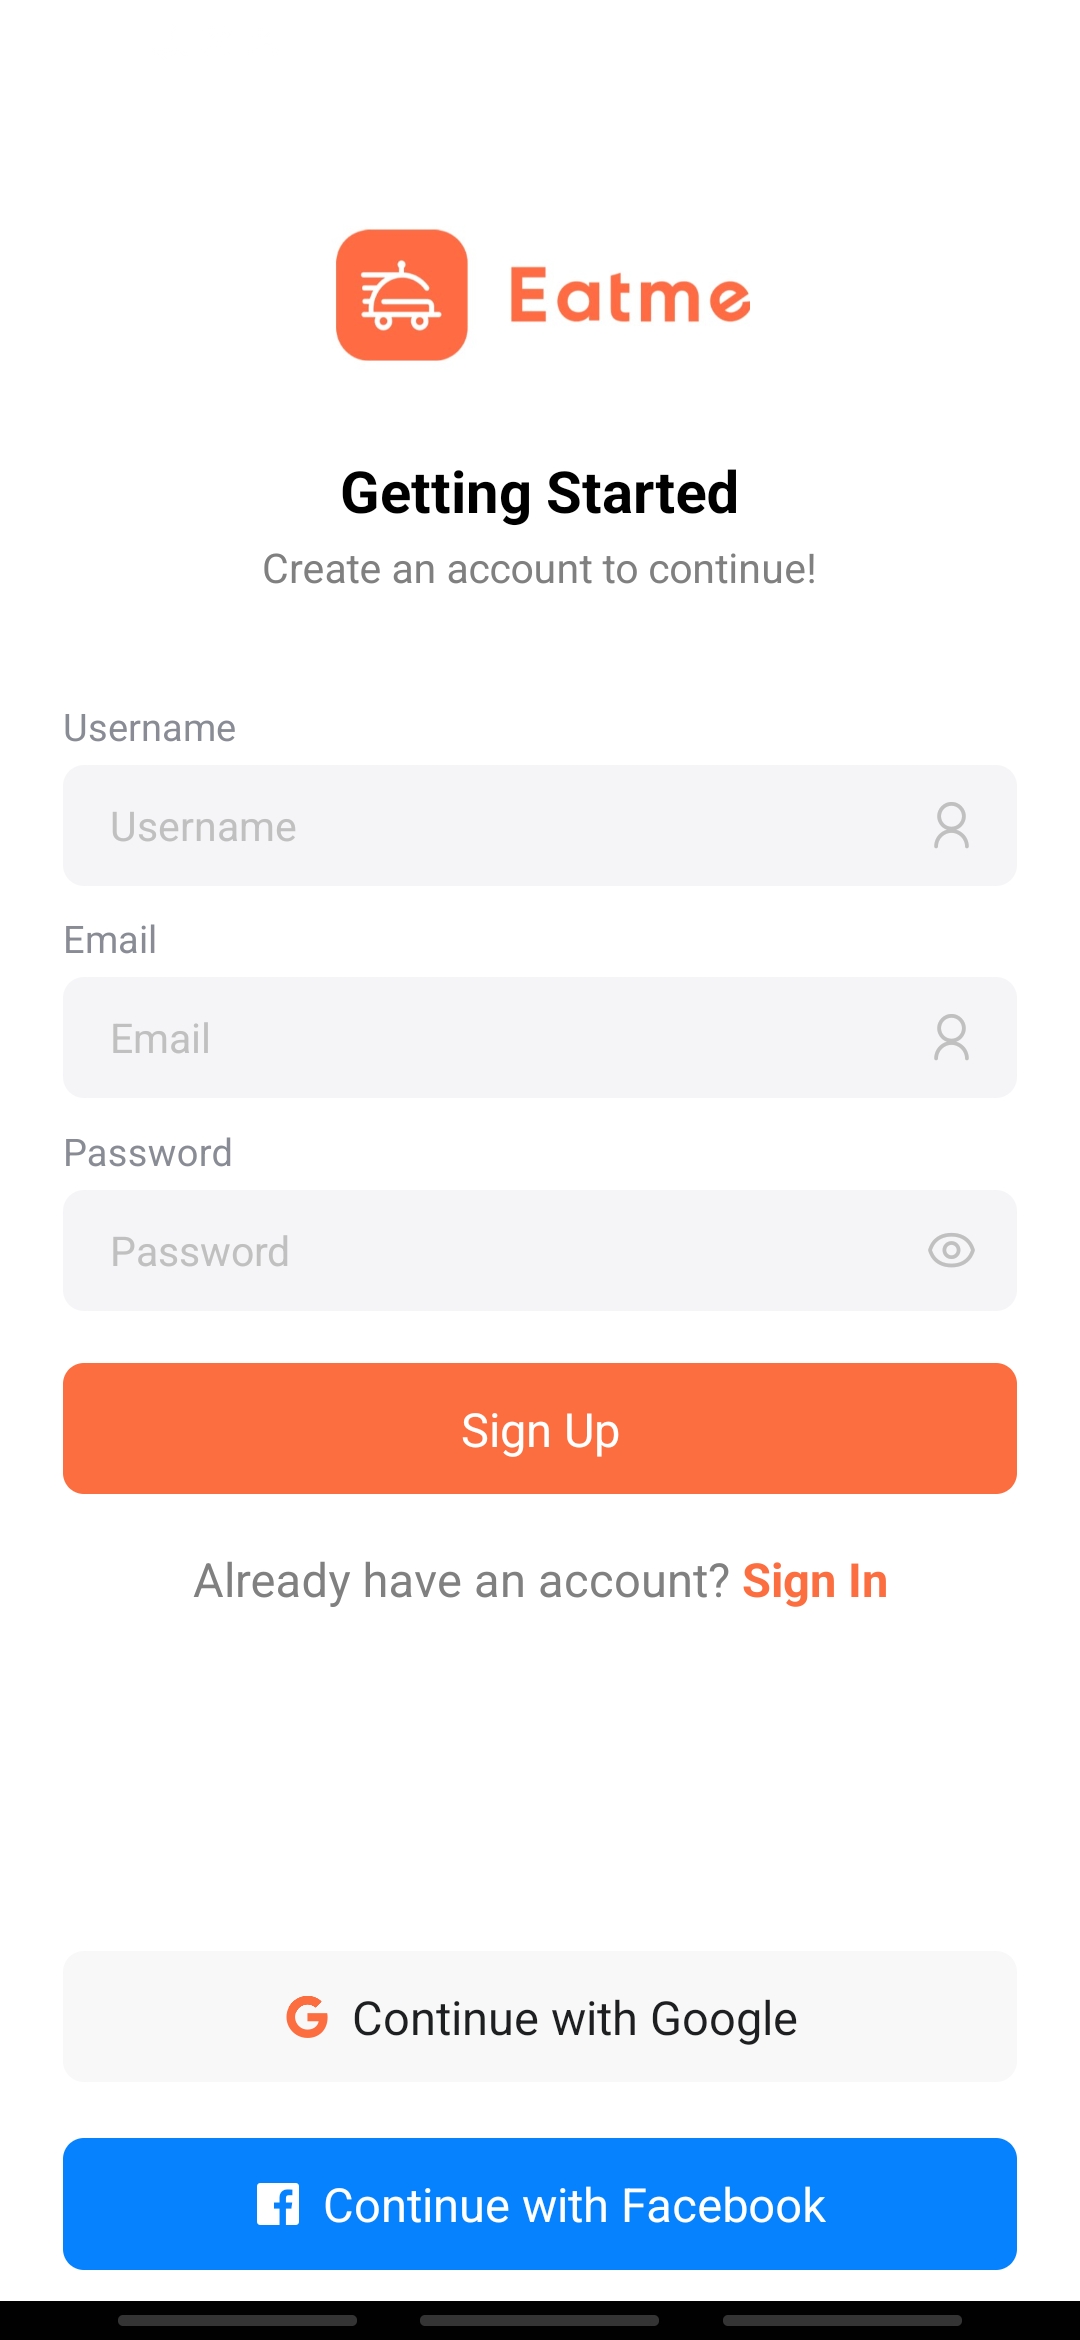 Eatme
Getting Started
Create an account to continue!
Username
Username
Email
Email
Password
Password
Sign Up
Already have an account? Sign In
Continue with Google
Continue with Facebook